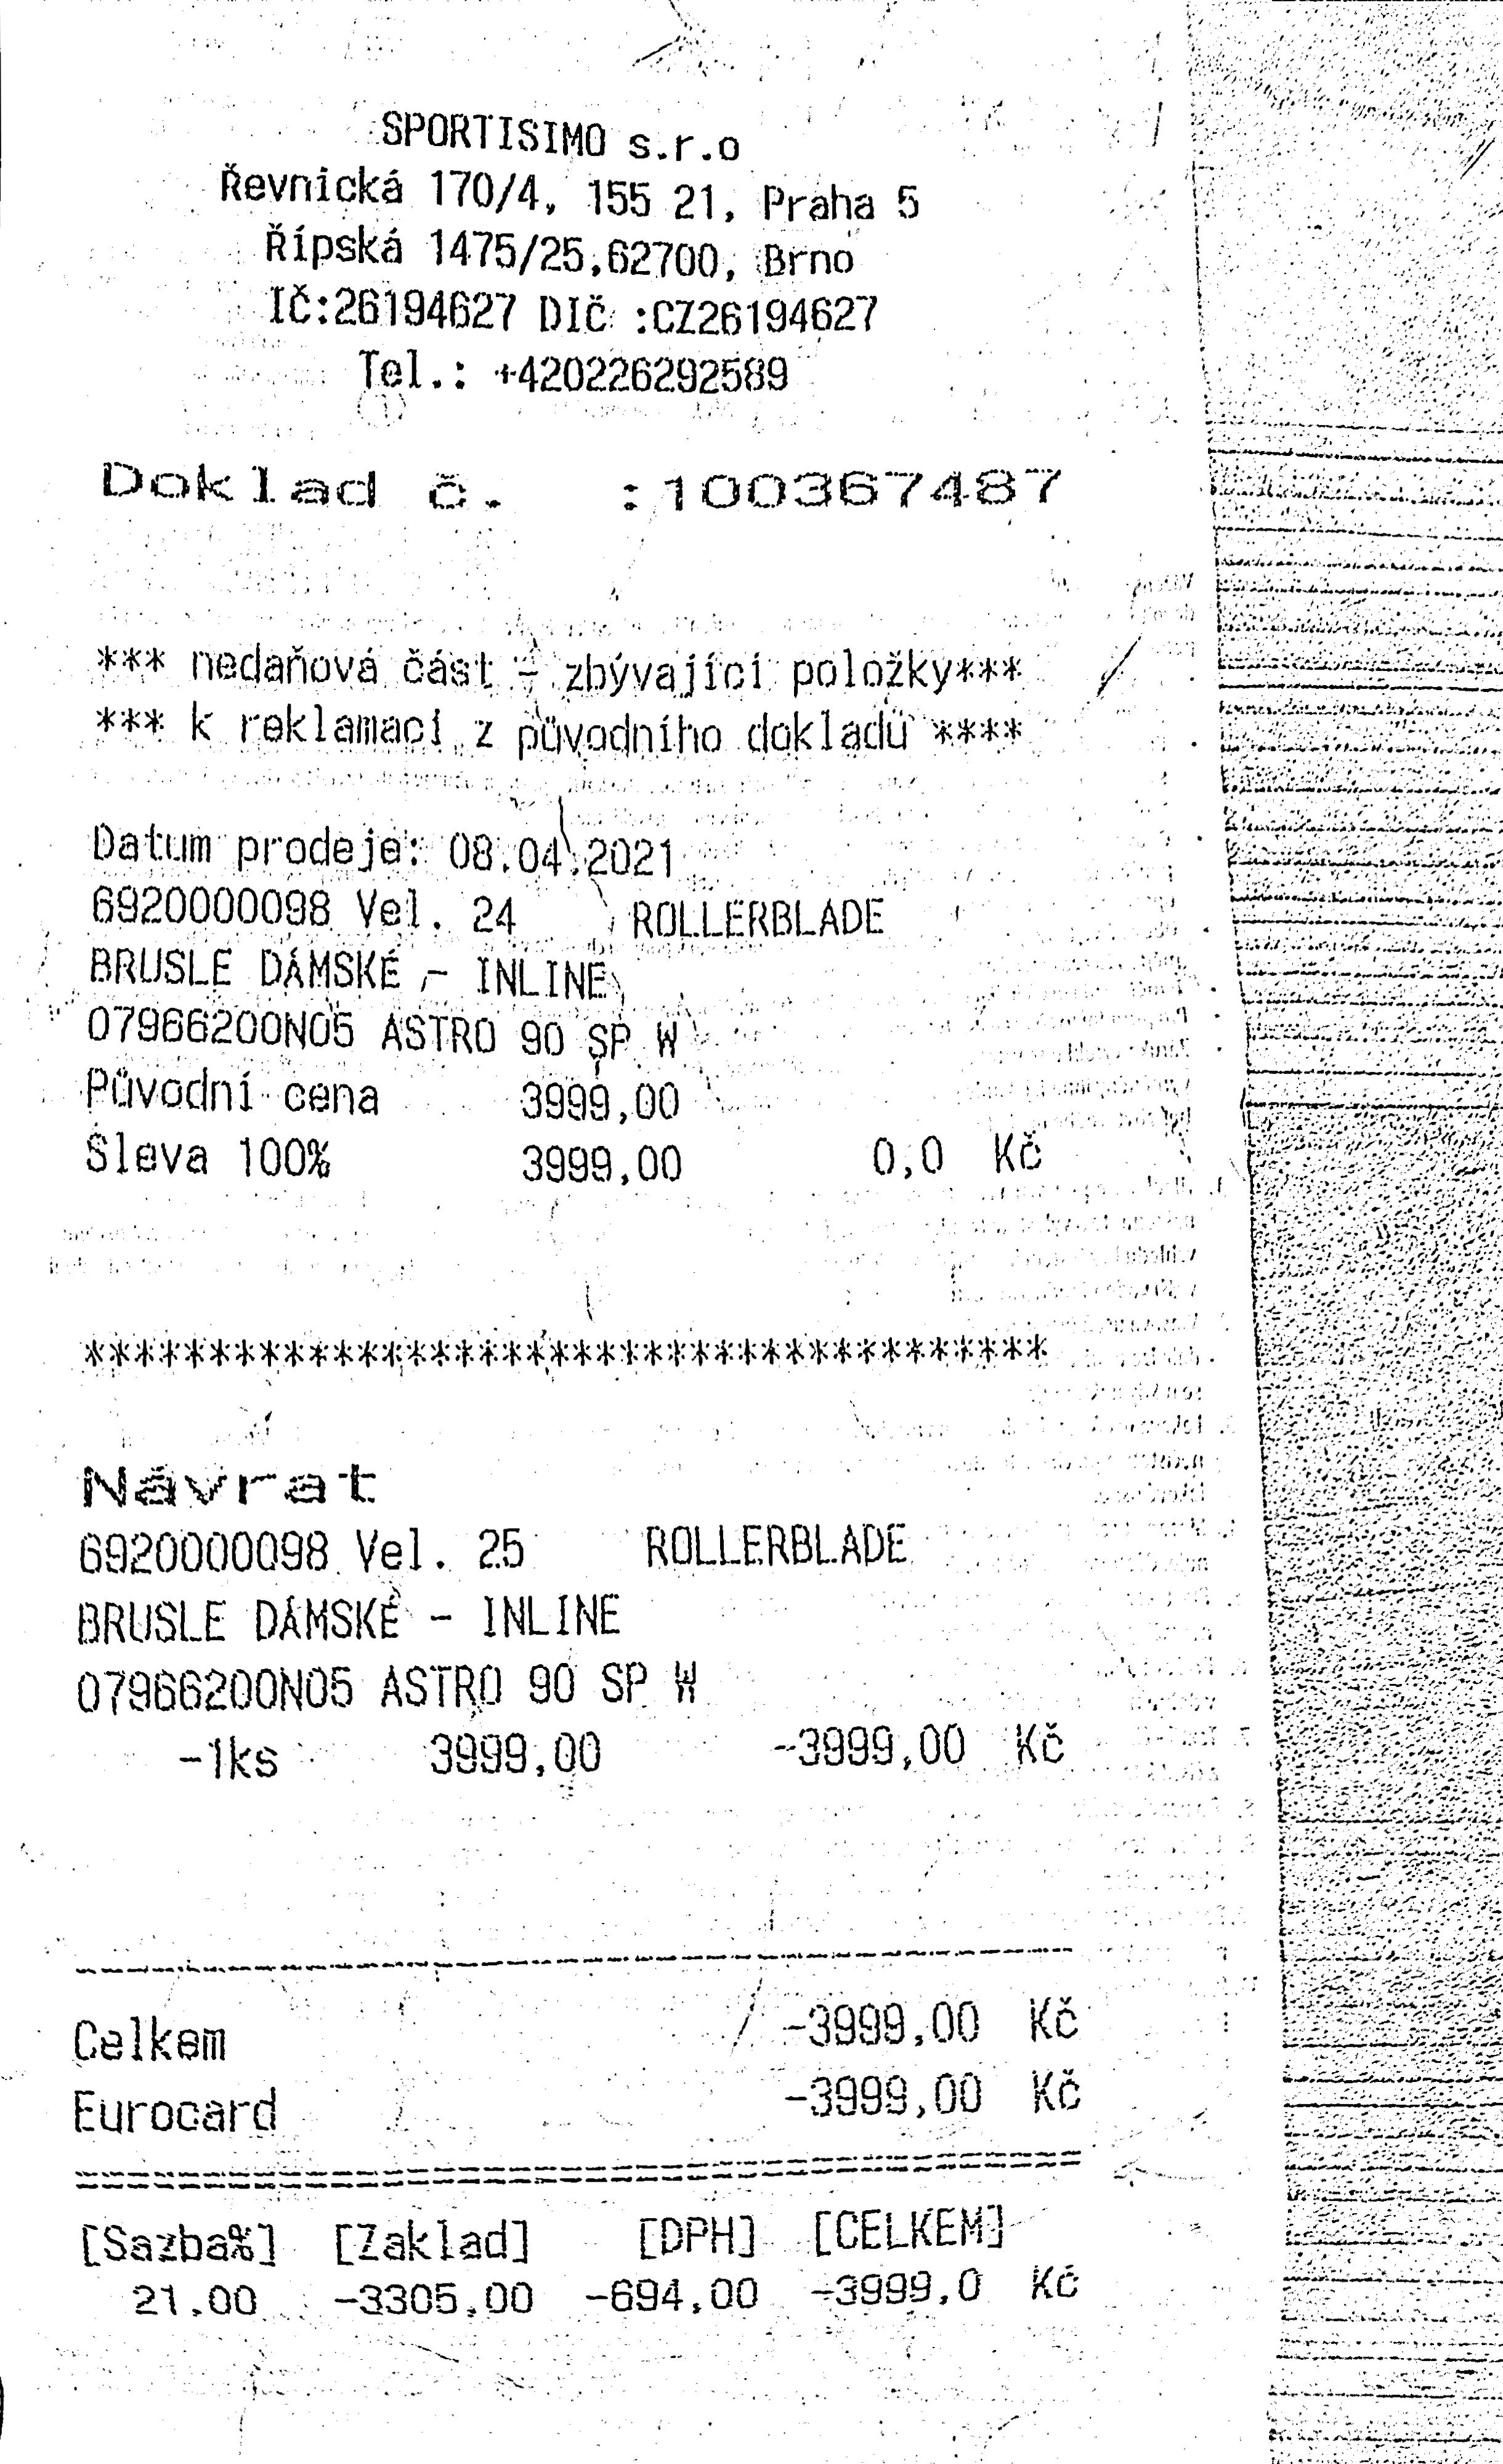 SPORTISIMO s.r.o
Řevnická 170/4, 155 21, Praha 5
Řípská 1475/25,62700, Brno
IČ:26194627 DIČ :CZ26194627
Tel.: +420226292589
Doklad č. :100367487
*** nedaňová část - zbývající položky***
*** k reklamaci z původního dokladu ****
Datum prodeje: 08.04.2021
6920000098 Vel. 24 ROLLERBLADE
BRUSLE DÁMSKÉ - INLINE
07966200N05 ASTRO 90 SP W
Původní cena 3999,00
Sleva 100% 3999,00 0,0 Kč
****************************************
Návrat
6920000098 Vel. 25 ROLLERBLADE
BRUSLE DÁMSKÉ - INLINE
07966200N05 ASTRO 90 SP W
-1ks 3999,00 -3999,00 Kč
Celkem -3999,00 Kč
Eurocard -3999,00 Kč
[Sazba%] [Zaklad] [DPH] [CELKEM]
21.00 -3305,00 -694,00 -3999,0 Kč